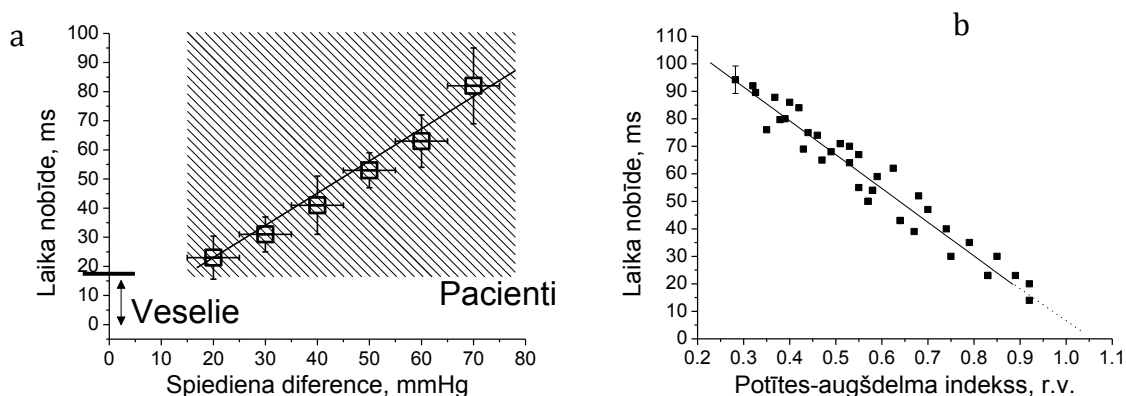 a
Laika nobīde, ms
100
90
80
70
60
50
40
30
20
10
0
Veselie
Pacienti
0 10 20 30 40 50 60 70 80
Spiediena diference, mmHg
b
Laika nobīde, ms
110
100
90
80
70
60
50
40
30
20
10
0
0.2 0.3 0.4 0.5 0.6 0.7 0.8 0.9 1.0 1.1
Potītes-augšdelma indekss, r.v.